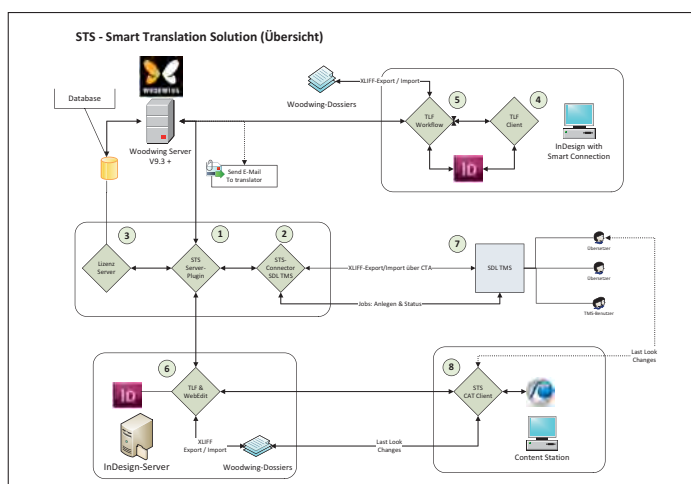 STS - Smart Translation Solution (Übersicht)
WOODWING
Database
Woodwing Server
V9.3 +
Send E-Mail
To translator
XLIFF-Export / Import
Woodwing-Dossiers
TLF
Workflow
5
4
TLF
Client
InDesign with
Smart Connection
Id
3
1
2
Lizenz
Server
STS
Server-
Plugin
STS-
Connector
SDL TMS
XLIFF-Export/Import über CTA
Jobs: Anlegen & Status
7
SDL TMS
Übersetzer
Übersetzer
TMS-Benutzer
Last Look
Changes
6
Id
TLF &
WebEdit
XLIFF
Export / Import
InDesign-Server
Woodwing-Dossiers
Last Look
Changes
8
STS
CAT Client
Content Station